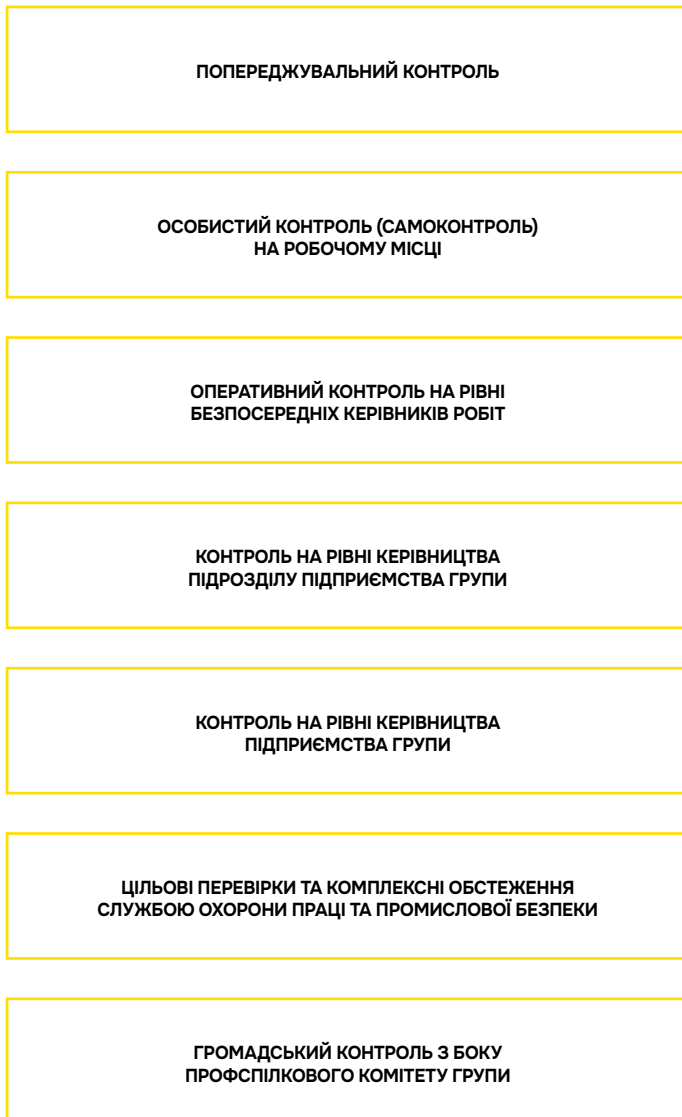 ПОПЕРЕДЖУВАЛЬНИЙ КОНТРОЛЬ
ОСОБИСТИЙ КОНТРОЛЬ (САМОКОНТРОЛЬ)
НА РОБОЧОМУ МІСЦІ
ОПЕРАТИВНИЙ КОНТРОЛЬ НА РІВНІ
БЕЗПОСЕРЕДНІХ КЕРІВНИКІВ РОБІТ
КОНТРОЛЬ НА РІВНІ КЕРІВНИЦТВА
ПІДРОЗДІЛУ ПІДПРИЄМСТВА ГРУПИ
КОНТРОЛЬ НА РІВНІ КЕРІВНИЦТВА
ПІДПРИЄМСТВА ГРУПИ
ЦІЛЬОВІ ПЕРЕВІРКИ ТА КОМПЛЕКСНІ ОБСТЕЖЕННЯ
СЛУЖБОЮ ОХОРОНИ ПРАЦІ ТА ПРОМИСЛОВОЇ БЕЗПЕКИ
ГРОМАДСЬКИЙ КОНТРОЛЬ З БОКУ
ПРОФСПІЛКОВОГО КОМІТЕТУ ГРУПИ